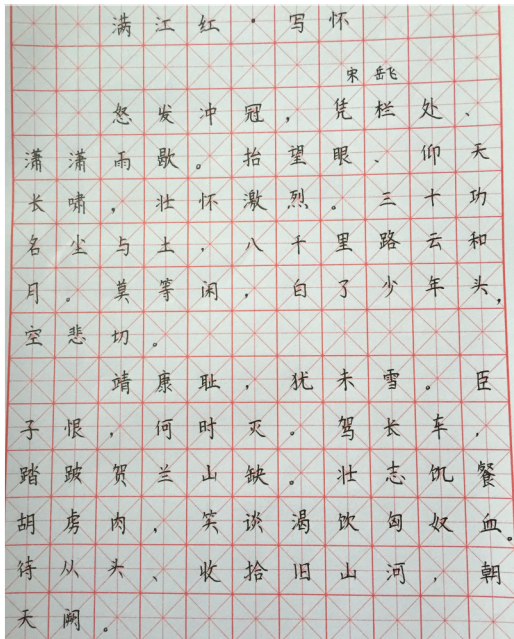 满江红·写怀
宋 岳飞
怒发冲冠，凭栏处、
潇潇雨歇。抬望眼、仰天
长啸，壮怀激烈。三十功
名尘与土，八千里路云和
月。莫等闲，白了少年头，
空悲切。
靖康耻，犹未雪。臣
子恨，何时灭。驾长车，
踏破贺兰山缺。壮志饥餐
胡虏肉，笑谈渴饮匈奴血。
待从头、收拾旧山河，朝
天阙。